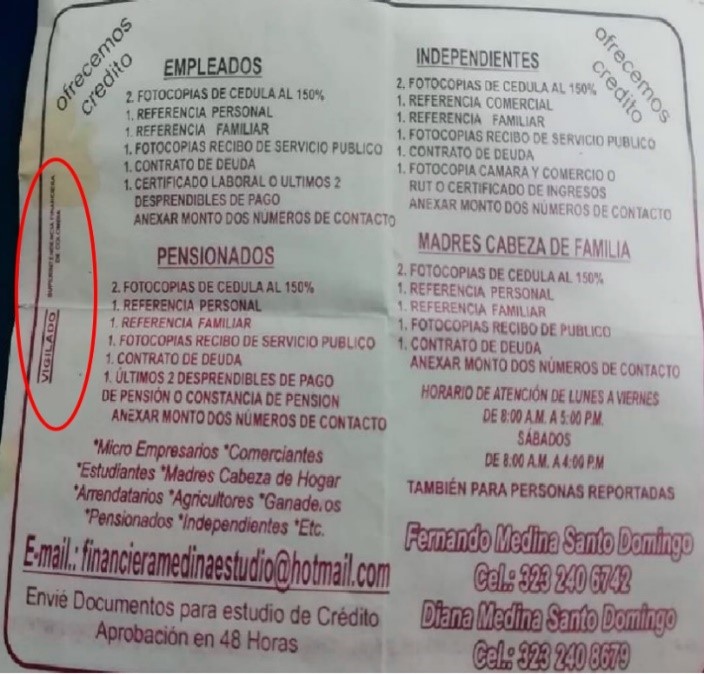 ofrecemos
credito
EMPLEADOS
2. FOTOCOPIAS DE CEDULA AL 150%
1. REFERENCIA PERSONAL
1. REFERENCIA FAMILIAR
1. FOTOCOPIAS RECIBO DE SERVICIO PUBLICO
1. CONTRATO DE DEUDA
1. CERTIFICADO LABORAL O ULTIMOS 2
DESPRENDIBLES DE PAGO
ANEXAR MONTO DOS NUMEROS DE CONTACTO
INDEPENDIENTES
2. FOTOCOPIAS DE CEDULA AL 150%
1. REFERENCIA COMERCIAL
1. REFERENCIA FAMILIAR
1. FOTOCOPIAS RECIBO DE SERVICIO PUBLICO
1. CONTRATO DE DEUDA
1. FOTOCOPIA CAMARA Y COMERCIO O
RUT O CERTIFICADO DE INGRESOS
ANEXAR MONTO DOS NÚMEROS DE CONTACTO
ofrecemos
credito
VIGILADO SUPERINTENDENCIA FINANCIERA
DE COLOMBIA
PENSIONADOS
2. FOTOCOPIAS DE CEDULA AL 150%
1. REFERENCIA PERSONAL
1. REFERENCIA FAMILIAR
1. FOTOCOPIAS RECIBO DE SERVICIO PUBLICO
1. CONTRATO DE DEUDA
1. ÚLTIMOS 2 DESPRENDIBLES DE PAGO
DE PENSIÓN O CONSTANCIA DE PENSION
ANEXAR MONTO DOS NÚMEROS DE CONTACTO
MADRES CABEZA DE FAMILIA
2. FOTOCOPIAS DE CEDULA AL 150%
1. REFERENCIA PERSONAL
1. REFERENCIA FAMILIAR
1. FOTOCOPIAS RECIBO DE PUBLICO
1. CONTRATO DE DEUDA
ANEXAR MONTO DOS NÚMEROS DE CONTACTO
HORARIO DE ATENCIÓN DE LUNES A VIERNES
DE 8:00 A.M. A 5:00 P.M.
SÁBADOS
DE 8:00 A.M. A 4:00 P.M
TAMBIÉN PARA PERSONAS REPORTADAS
*Micro Empresarios *Comerciantes
*Estudiantes *Madres Cabeza de Hogar
*Arrendatarios *Agricultores *Ganaderos
*Pensionados *Independientes *Etc.
E-mail.: financieramedinaestudio@hotmail.com
Envié Documentos para estudio de Crédito
Aprobación en 48 Horas
Fernando Medina Santo Domingo
Cel.: 323 240 6742
Diana Medina Santo Domingo
Cel.: 323 240 8679